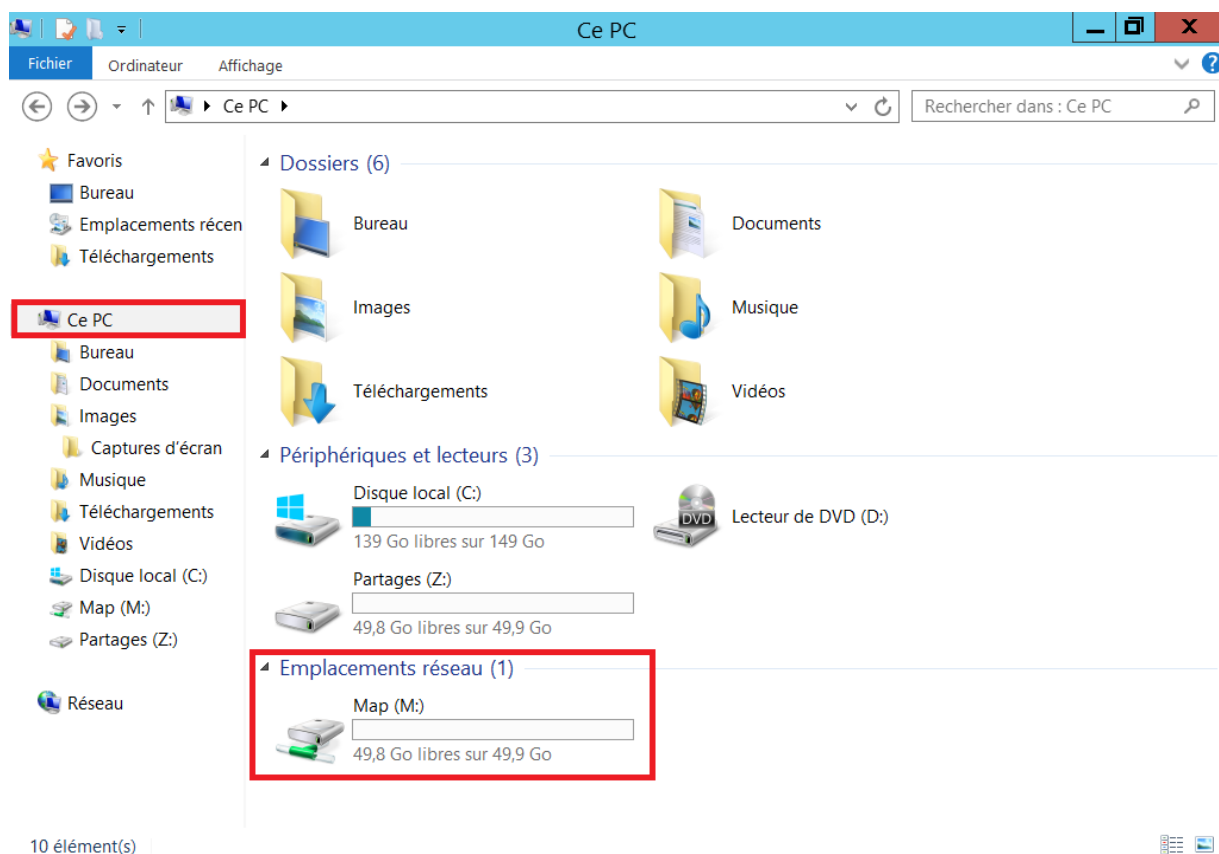 Ce PC
Fichier Ordinateur Affichage
Ce PC Rechercher dans : Ce PC
Favoris
Bureau
Emplacements récen
Téléchargements
Ce PC
Bureau
Documents
Images
Captures d'écran
Musique
Téléchargements
Vidéos
Disque local (C:)
Map (M:)
Partages (Z:)
Réseau
Dossiers (6)
Bureau Documents
Images Musique
Téléchargements Vidéos
Périphériques et lecteurs (3)
Disque local (C:)
139 Go libres sur 149 Go
DVD
Lecteur de DVD (D:)
Partages (Z:)
49,8 Go libres sur 49,9 Go
Emplacements réseau (1)
Map (M:)
49,8 Go libres sur 49,9 Go
10 élément(s)